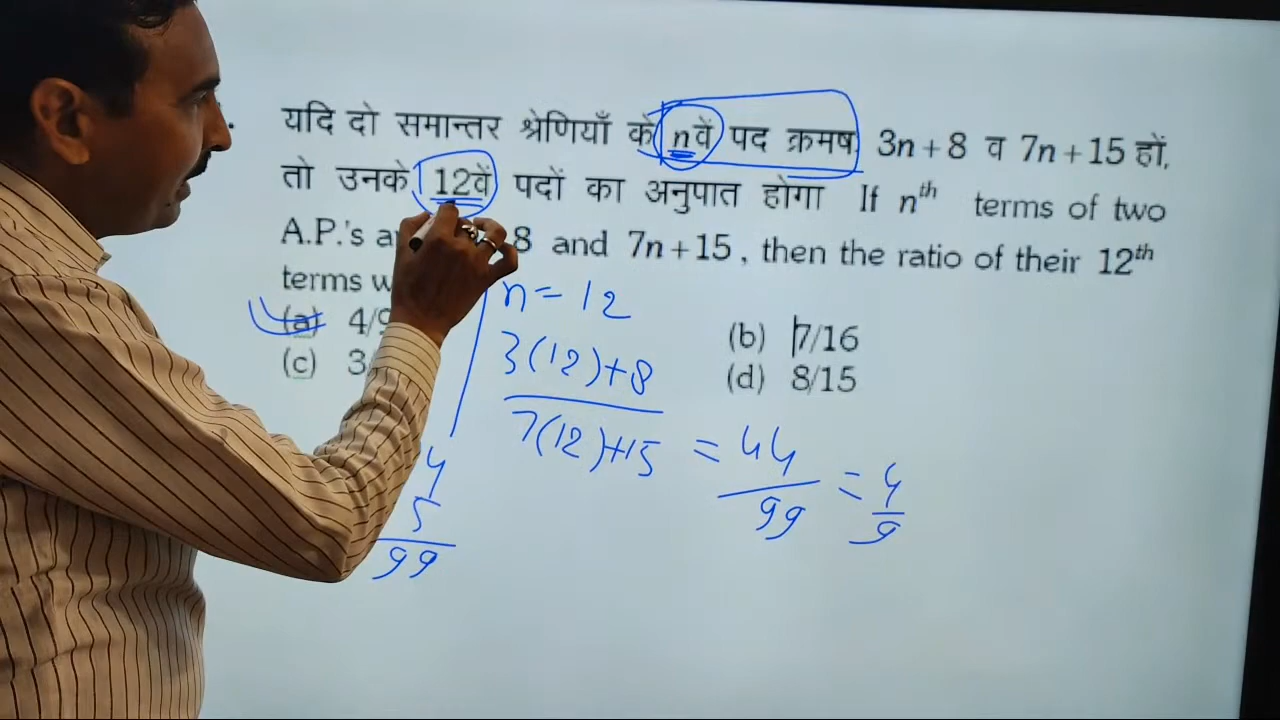 यदि दो समान्तर श्रेणियाँ के nवें पद क्रमष 3n + 8 व 7n + 15 हों,
तो उनके 12वें पदों का अनुपात होगा If nth terms of two
A.P.'s 8 and 7n + 15, then the ratio of their 12th
terms
(a) 4/9
(b) 7/16
(c) 3
(d) 8/15
n = 12
3(12)+8
7(12)+15 = 44/99 = 4/9
4
5
99